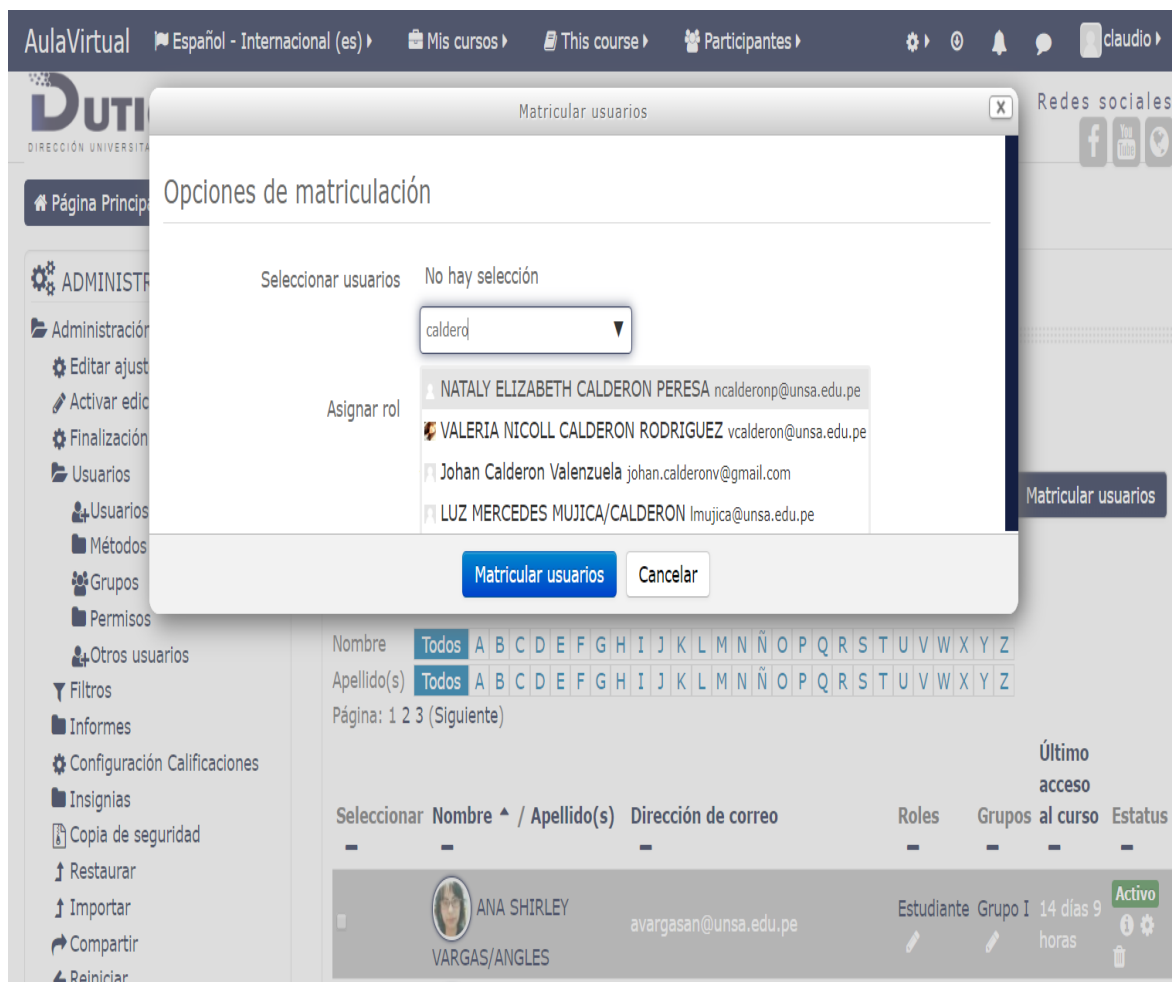 AulaVirtual Español - Internacional (es) Mis cursos This course Participantes claudio
DUTI
DIRECCIÓN UNIVERSITA
Redes sociales
You Tube
Página Principa
Matricular usuarios X
Opciones de matriculación
Seleccionar usuarios No hay selección
caldero
Asignar rol
NATALY ELIZABETH CALDERON PERESA ncalderonp@unsa.edu.pe
VALERIA NICOLL CALDERON RODRIGUEZ vcalderon@unsa.edu.pe
Johan Calderon Valenzuela johan.calderonv@gmail.com
LUZ MERCEDES MUJICA/CALDERON lmujica@unsa.edu.pe
Matricular usuarios Cancelar
ADMINISTR
Administración
Editar ajust
Activar edic
Finalización
Usuarios
Usuarios
Métodos
Grupos
Permisos
Otros usuarios
Filtros
Informes
Configuración Calificaciones
Insignias
Copia de seguridad
Restaurar
Importar
Compartir
Reiniciar
Matricular usuarios
Nombre Todos A B C D E F G H I J K L M N Ñ O P Q R S T U V W X Y Z
Apellido(s) Todos A B C D E F G H I J K L M N Ñ O P Q R S T U V W X Y Z
Página: 1 2 3 (Siguiente)
Seleccionar Nombre / Apellido(s) Dirección de correo Roles Grupos Último acceso al curso Estatus
ANA SHIRLEY
VARGAS/ANGLES
avargasan@unsa.edu.pe
Estudiante Grupo I 14 días 9
horas
Activo